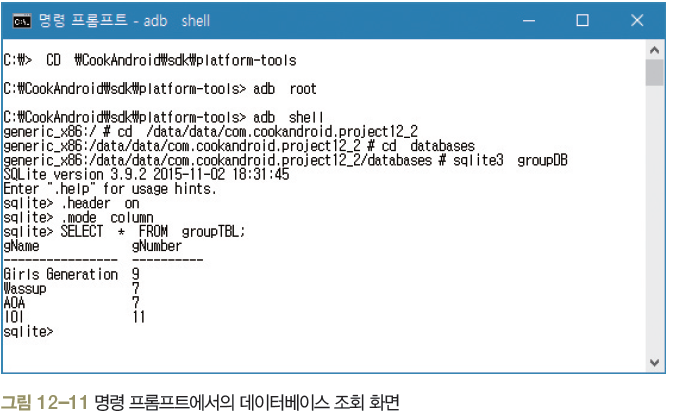 명령 프롬프트 - adb shell
C:₩> CD ₩CookAndroid₩sdk₩platform-tools
C:₩CookAndroid₩sdk₩platform-tools> adb root
C:₩CookAndroid₩sdk₩platform-tools> adb shell
generic_x86:/ # cd /data/data/com.cookandroid.project12_2
generic_x86:/data/data/com.cookandroid.project12_2 # cd databases
generic_x86:/data/data/com.cookandroid.project12_2/databases # sqlite3 groupDB
SQLite version 3.9.2 2015-11-02 18:31:45
Enter ".help" for usage hints.
sqlite> .header on
sqlite> .mode column
sqlite> SELECT * FROM groupTBL;
gName gNumber
---------------- ----------
Girls Generation 9
Wassup 7
AOA 7
IOI 11
sqlite>
그림 12-11 명령 프롬프트에서의 데이터베이스 조회 화면